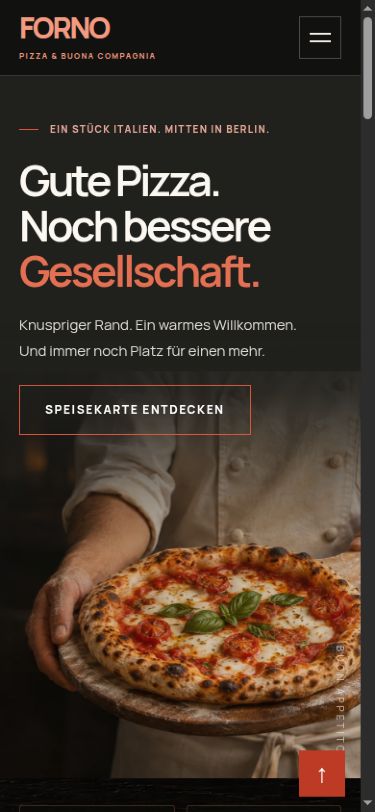 FORNO
PIZZA & BUONA COMPAGNIA
EIN STÜCK ITALIEN. MITTEN IN BERLIN.
Gute Pizza.
Noch bessere
Gesellschaft.
Knuspriger Rand. Ein warmes Willkommen.
Und immer noch Platz für einen mehr.
SPEISEKARTE ENTDECKEN
BUON APPETITO
↑